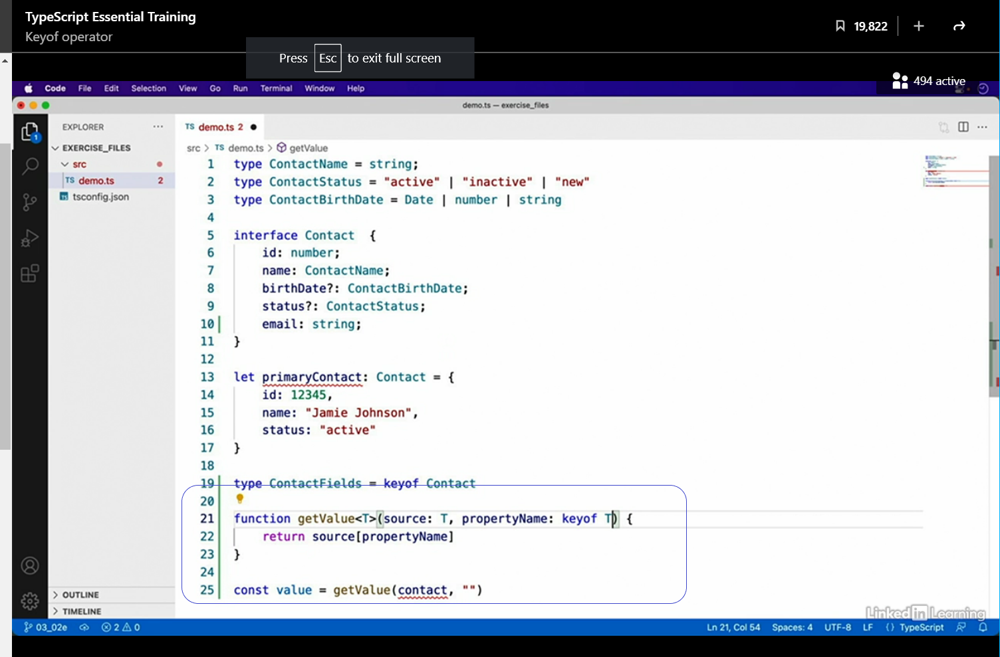 TypeScript Essential Training
Keyof operator
19,822
Press Esc to exit full screen
494 active
Code File Edit Selection View Go Run Terminal Window Help
demo.ts — exercise_files
EXPLORER ···
EXERCISE_FILES
src
TS demo.ts 2
tsconfig.json
OUTLINE
TIMELINE
TS demo.ts 2
src > TS demo.ts > getValue
1 type ContactName = string;
2 type ContactStatus = "active" | "inactive" | "new"
3 type ContactBirthDate = Date | number | string
4
5 interface Contact {
6 id: number;
7 name: ContactName;
8 birthDate?: ContactBirthDate;
9 status?: ContactStatus;
10 email: string;
11 }
12
13 let primaryContact: Contact = {
14 id: 12345,
15 name: "Jamie Johnson",
16 status: "active"
17 }
18
19 type ContactFields = keyof Contact
20
21 function getValue<T>(source: T, propertyName: keyof T) {
22 return source[propertyName]
23 }
24
25 const value = getValue(contact, "")
LinkedIn Learning
03_02e 2 0
Ln 21, Col 54 Spaces: 4 UTF-8 LF {} TypeScript
1